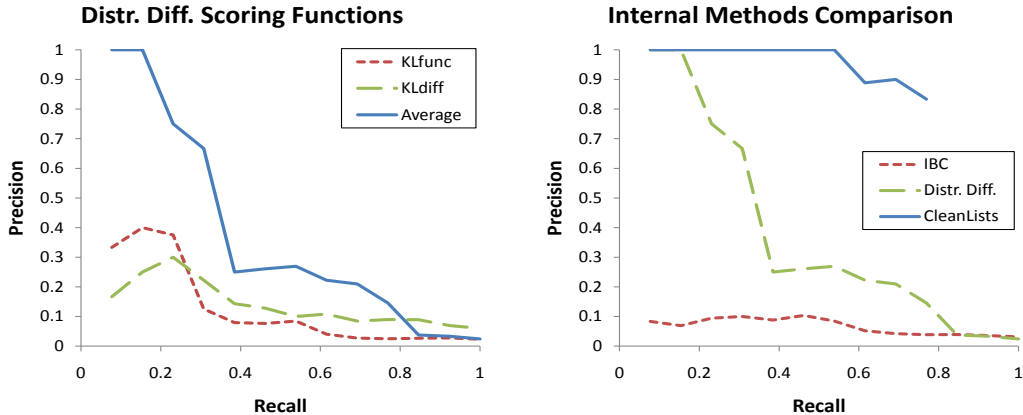 Distr. Diff. Scoring Functions
Precision
1
0.9
0.8
0.7
0.6
0.5
0.4
0.3
0.2
0.1
0
KLfunc
KLdiff
Average
0 0.2 0.4 0.6 0.8 1
Recall
Internal Methods Comparison
Precision
1
0.9
0.8
0.7
0.6
0.5
0.4
0.3
0.2
0.1
0
IBC
Distr. Diff.
CleanLists
0 0.2 0.4 0.6 0.8 1
Recall